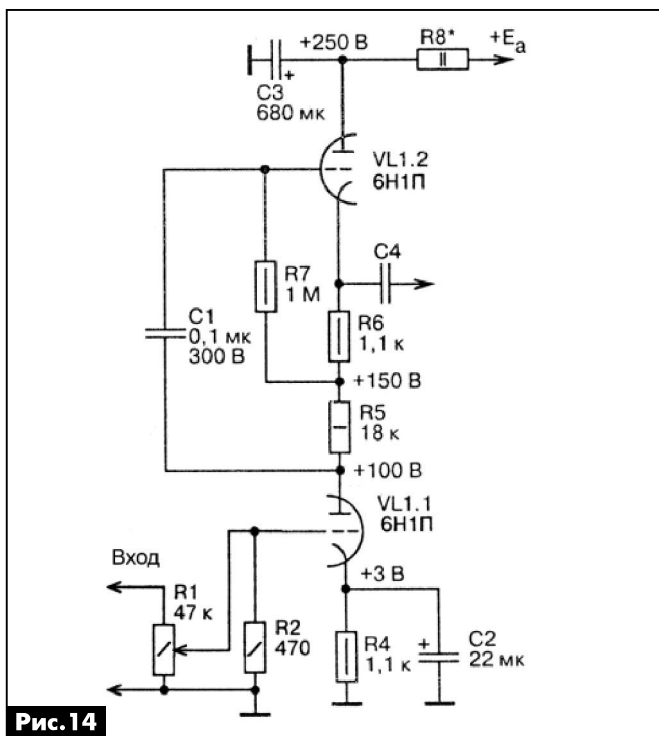 +250 В
R8*
+Eа
C3
680 мк
+
VL1.2
6Н1П
C4
R7
1 М
R6
1,1 к
C1
0,1 мк
300 В
+150 В
R5
18 к
+100 В
VL1.1
6Н1П
Вход
+3 В
R1
47 к
R2
470
R4
1,1 к
+
C2
22 мк
Рис.14